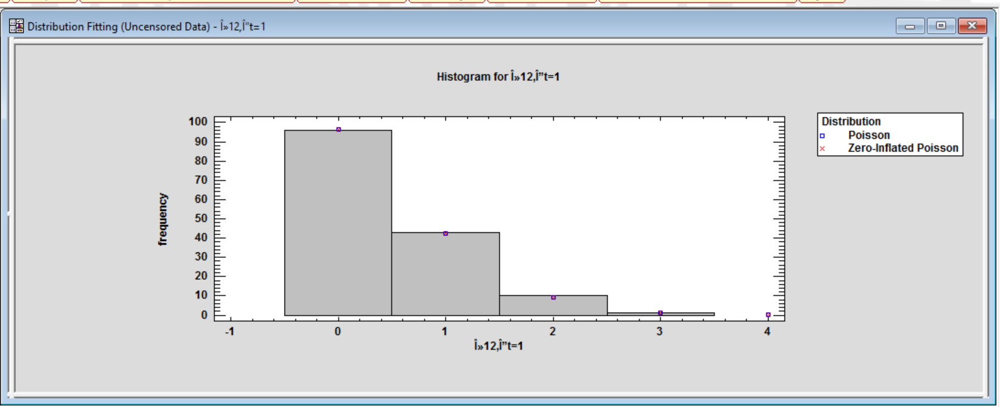 Distribution Fitting (Uncensored Data) - Î»12,Î"t=1
Histogram for Î»12,Î”t=1
100
90
80
70
60
50
40
30
20
10
0
frequency
-1 0 1 2 3 4
Î»12,Î”t=1
Distribution
Poisson
Zero-Inflated Poisson